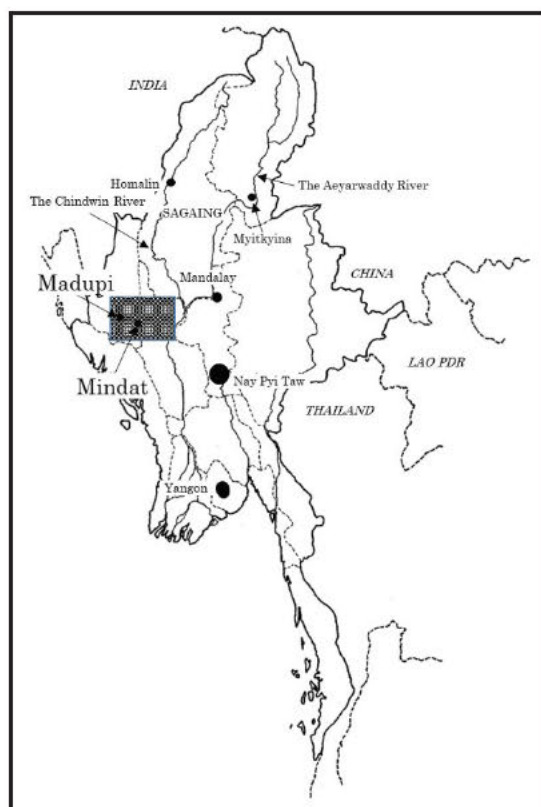 INDIA
Homalin
The Aeyarwaddy River
The Chindwin River
SAGAING
Myitkyina
Mandalay
CHINA
Madupi
LAO PDR
Mindat
Nay Pyi Taw
THAILAND
Yangon